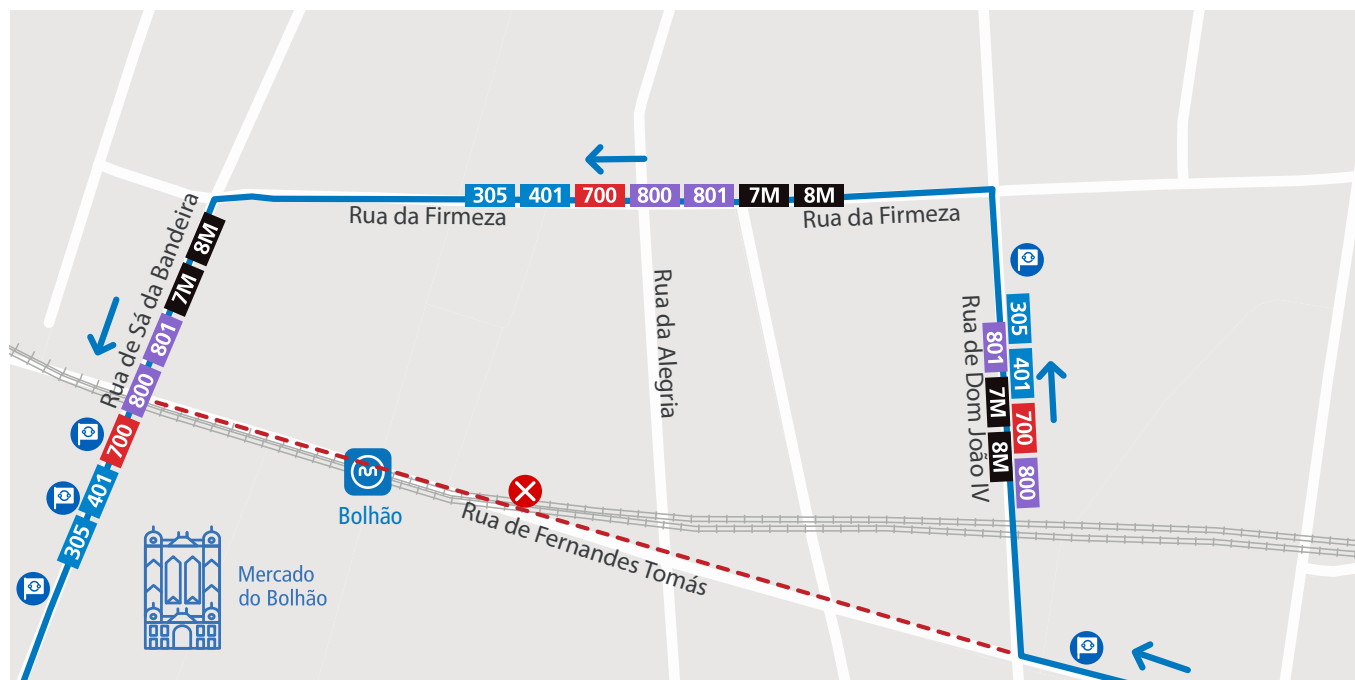 305 401 700 800 801 7M 8M
Rua da Firmeza
Rua da Firmeza
Rua de Sá da Bandeira
8M
7M
801
800
700
401
305
Rua da Alegria
Rua de Dom João IV
305
401
700
800
801
7M
8M
Bolhão
Rua de Fernandes Tomás
Mercado
do Bolhão